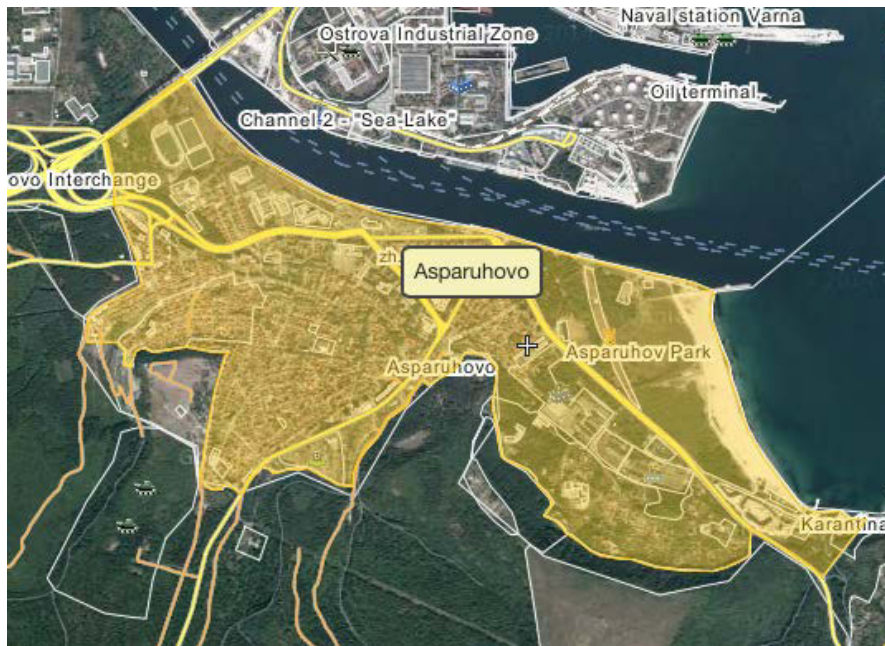 Naval station Varna
Ostrova Industrial Zone
Oil terminal
Channel 2 - "Sea-Lake"
ovo Interchange
zh.
Asparuhovo
Asparuhov Park
Asparuhovo
Karantina